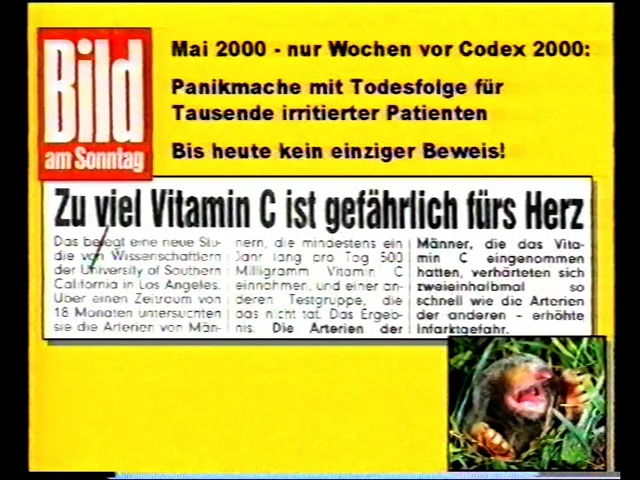 Bild
am Sonntag
Mai 2000 - nur Wochen vor Codex 2000:
Panikmache mit Todesfolge für
Tausende irritierter Patienten
Bis heute kein einziger Beweis!
Zu viel Vitamin C ist gefährlich fürs Herz
Das belegt eine neue Stu-
die von Wissenschaftlern
der University of Southern
California in Los Angeles.
Über einen Zeitraum von
18 Monaten untersuchten
sie die Arterien von Män-
nern, die mindestens ein
Jahr lang pro Tag 500
Milligramm Vitamin C
einnahmen, und einer an-
deren Testgruppe, die
das nicht tat. Das Ergeb-
nis. Die Arterien der
Männer, die das Vita-
min C eingenommen
hatten, verhärteten sich
zweieinhalbmal so
schnell wie die Arterien
der anderen – erhöhte
Infarktgefahr.